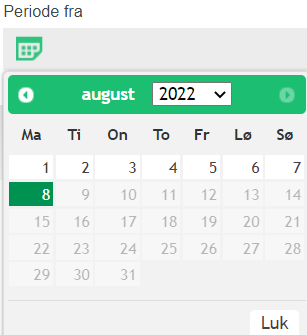 Periode fra
august 2022
Ma Ti On To Fr Lø Sø
1 2 3 4 5 6 7
8 9 10 11 12 13 14
15 16 17 18 19 20 21
22 23 24 25 26 27 28
29 30 31
Luk